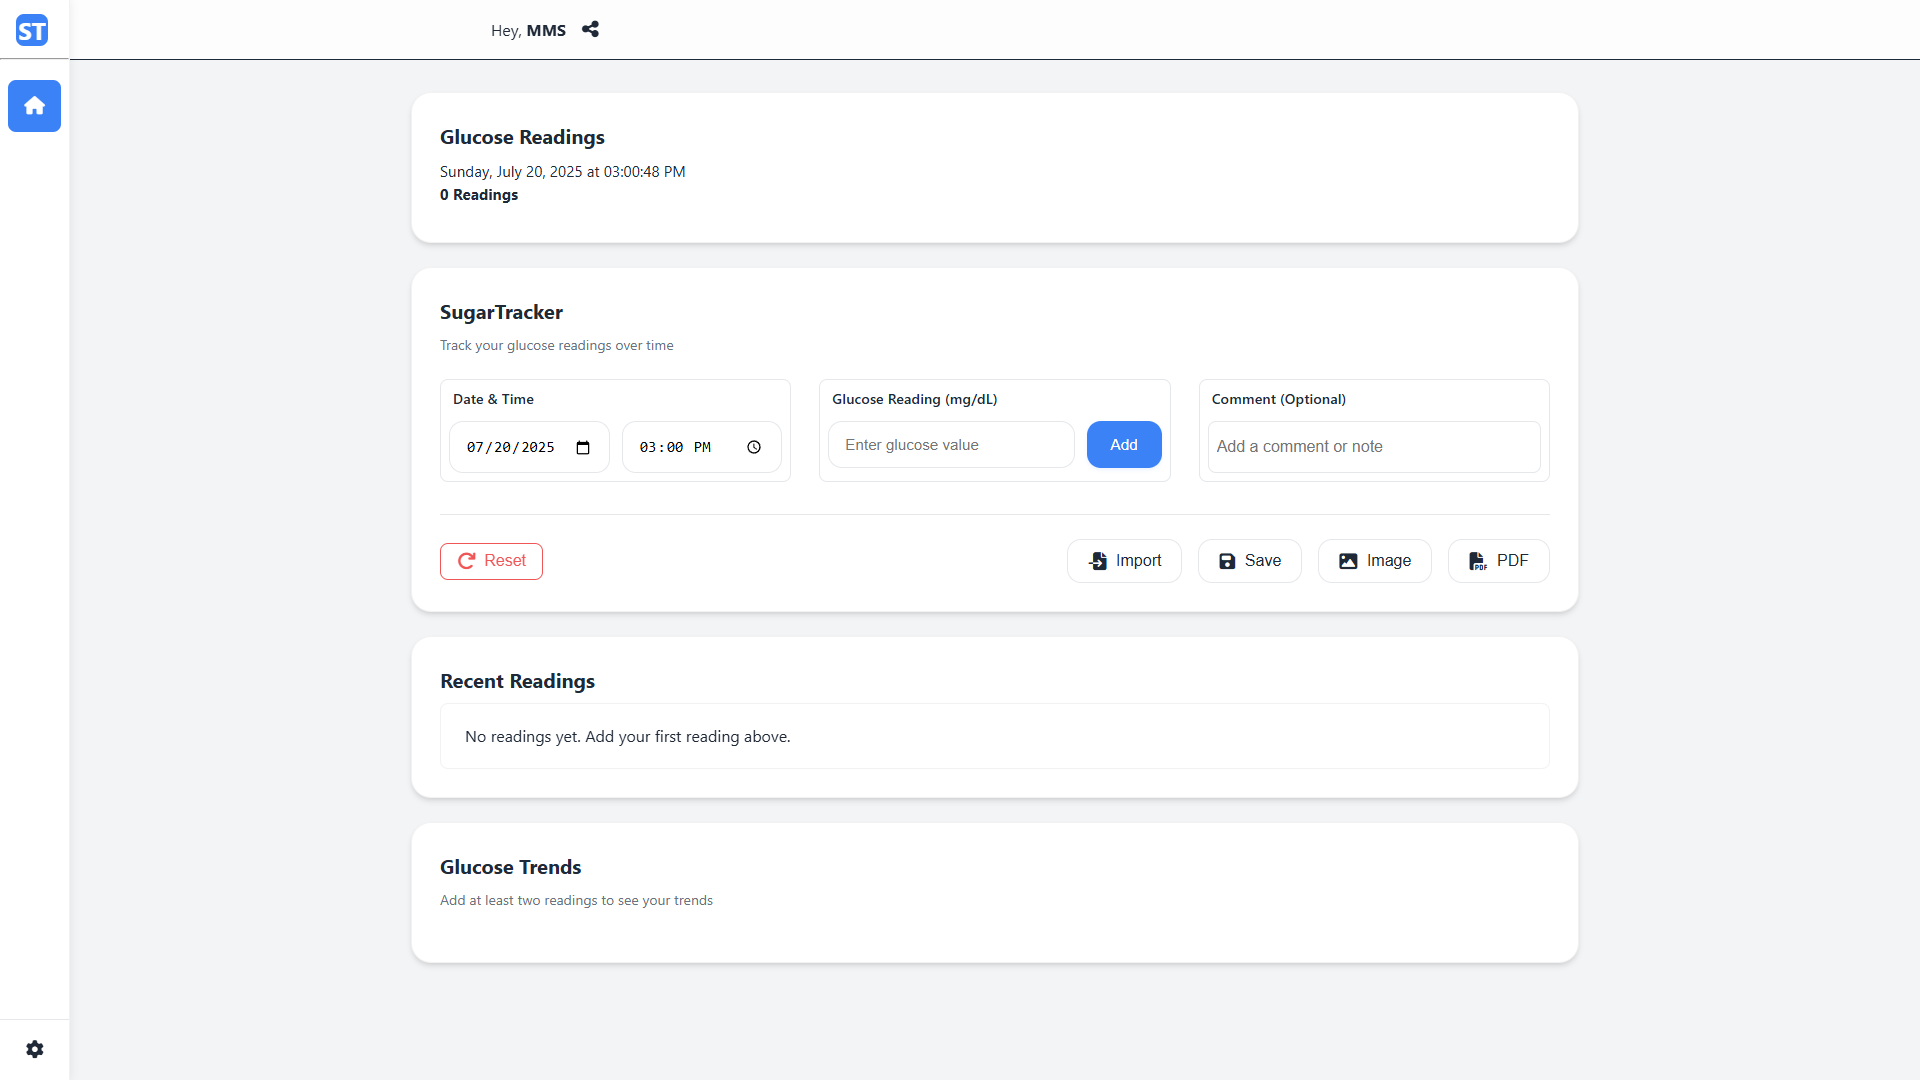 ST
Hey, MMS
Glucose Readings
Sunday, July 20, 2025 at 03:00:48 PM
0 Readings
SugarTracker
Track your glucose readings over time
Date & Time
Glucose Reading (mg/dL)
Comment (Optional)
07/20/2025
03:00 PM
Enter glucose value
Add
Add a comment or note
Reset
Import
Save
Image
PDF
PDF
Recent Readings
No readings yet. Add your first reading above.
Glucose Trends
Add at least two readings to see your trends